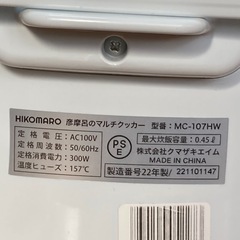 HIKOMARO 彦摩呂のマルチクッカー 型番：MC-107HW
定格電圧：AC100V
定格周波数：50/60Hz
定格消費電力：300W
温度ヒューズ：157℃
PSE
最大炊飯容量：0.45ℓ
株式会社クマザキエイム
MADE IN CHINA
製造番号22年製/ 221101147